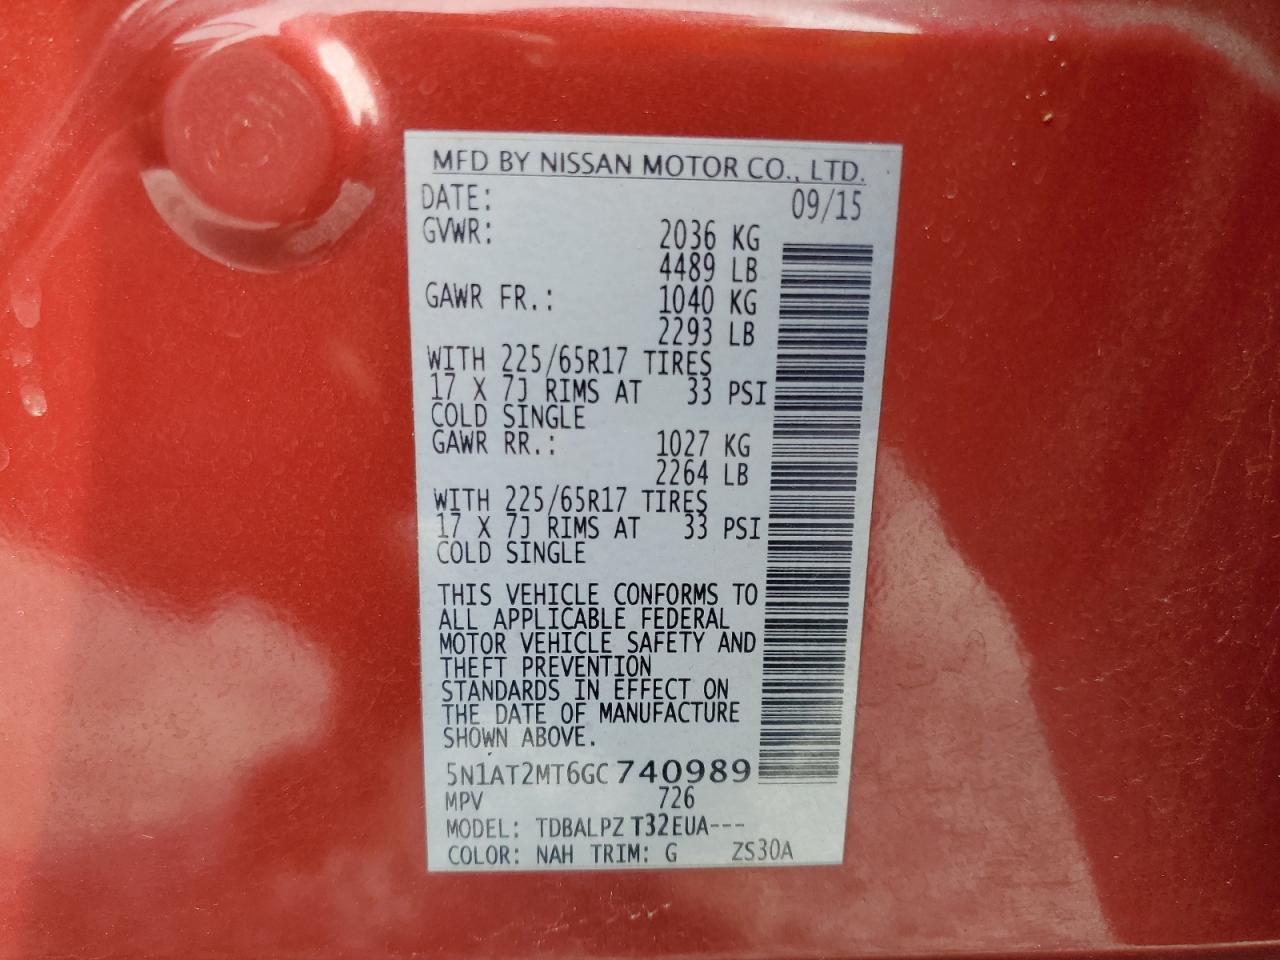 MFD BY NISSAN MOTOR CO., LTD.
DATE: 09/15
GVWR: 2036 KG
4489 LB
GAWR FR.: 1040 KG
2293 LB
WITH 225/65R17 TIRES
17 X 7J RIMS AT 33 PSI
COLD SINGLE
GAWR RR.: 1027 KG
2264 LB
WITH 225/65R17 TIRES
17 X 7J RIMS AT 33 PSI
COLD SINGLE
THIS VEHICLE CONFORMS TO
ALL APPLICABLE FEDERAL
MOTOR VEHICLE SAFETY AND
THEFT PREVENTION
STANDARDS IN EFFECT ON
THE DATE OF MANUFACTURE
SHOWN ABOVE.
5N1AT2MT6GC740989
MPV 726
MODEL: TDBALPZ T32EUA---
COLOR: NAH TRIM: G ZS30A